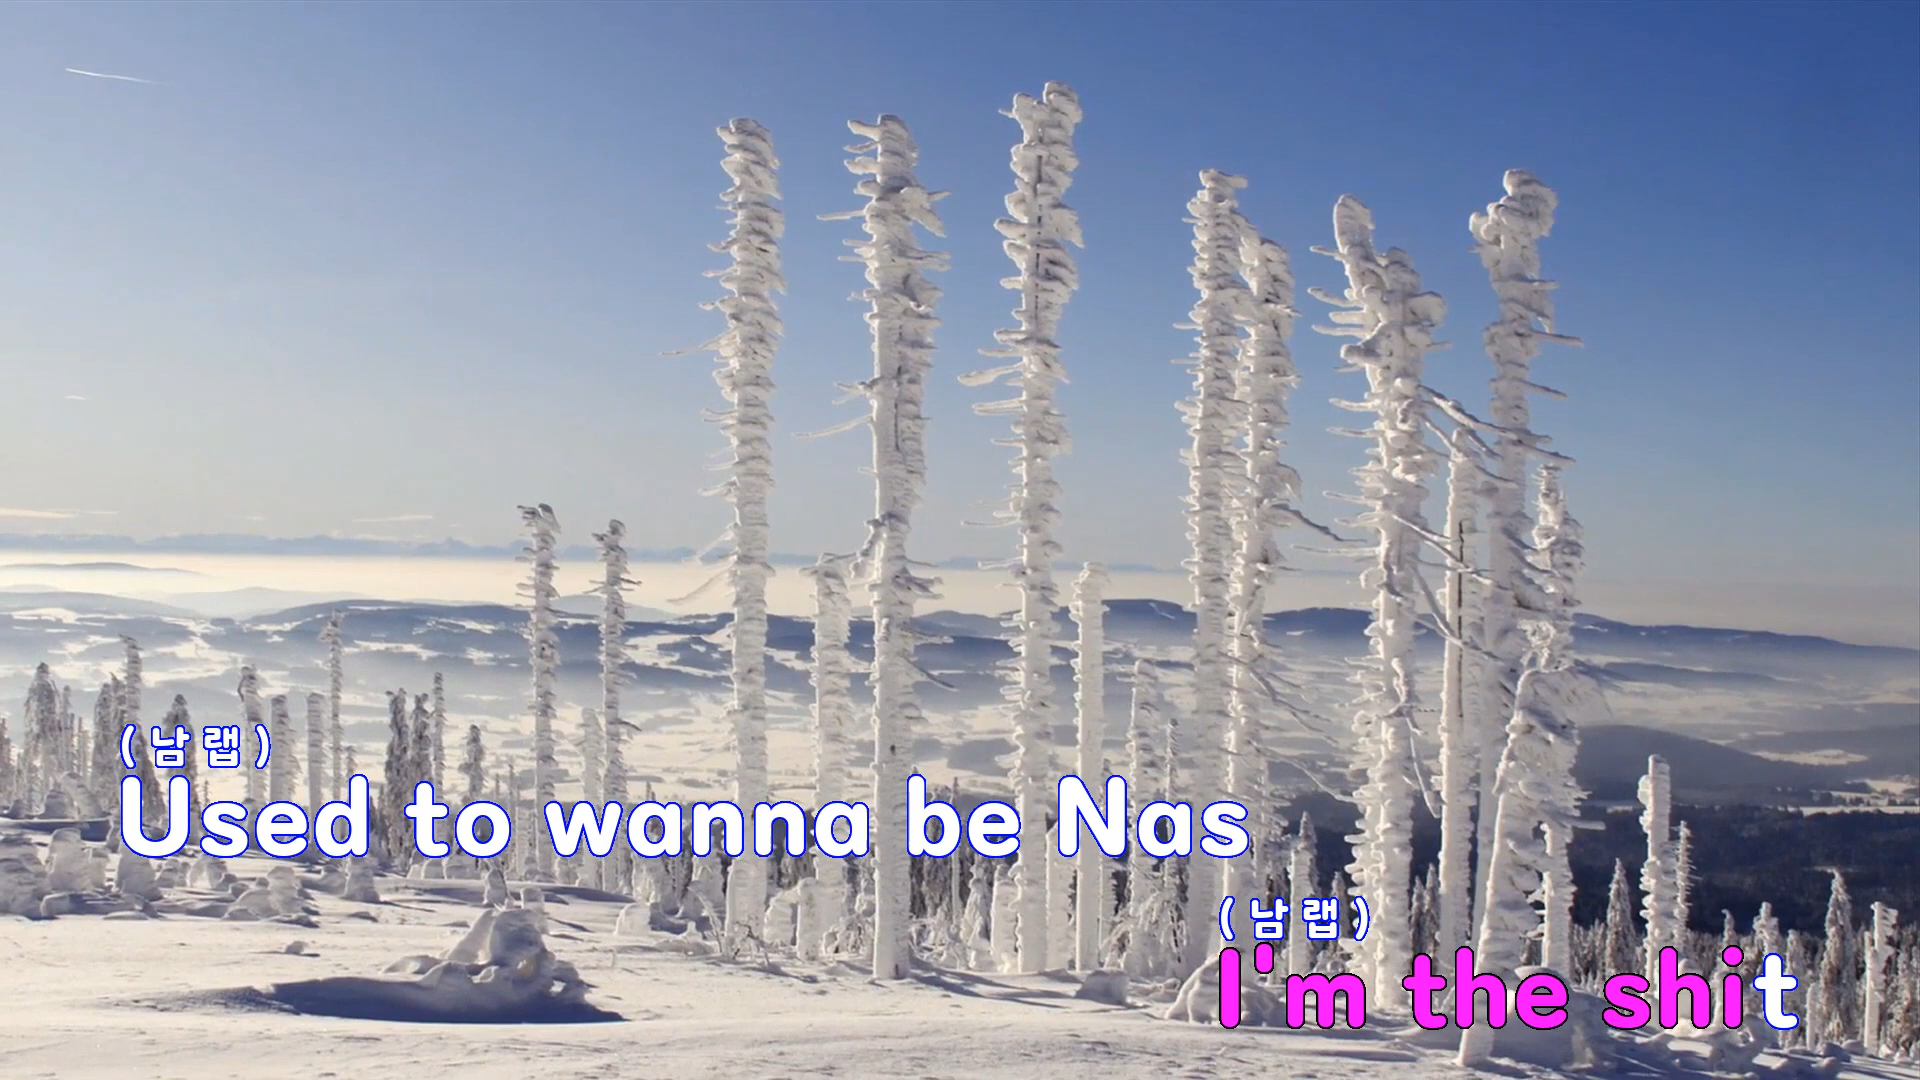 (남랩)
Used to wanna be Nas
(남랩)
I'm the shit